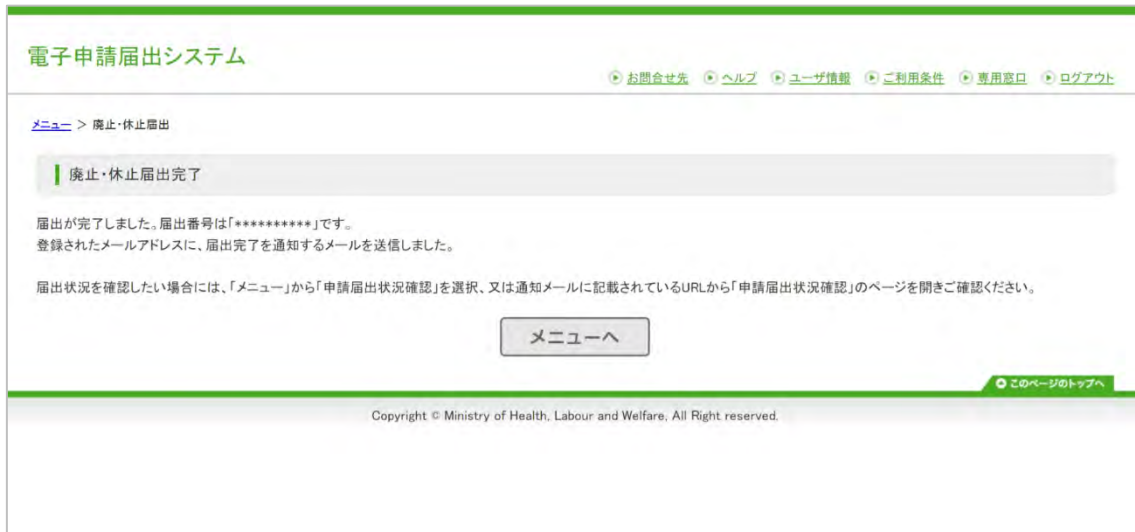 電子申請届出システム
お問合せ先 ヘルプ ユーザ情報 ご利用条件 専用窓口 ログアウト
メニュー > 廃止・休止届出
廃止・休止届出完了
届出が完了しました。届出番号は「**********」です。
登録されたメールアドレスに、届出完了を通知するメールを送信しました。
届出状況を確認したい場合には、「メニュー」から「申請届出状況確認」を選択、又は通知メールに記載されているURLから「申請届出状況確認」のページを開きご確認ください。
メニューへ
このページのトップへ
Copyright © Ministry of Health, Labour and Welfare, All Right reserved.